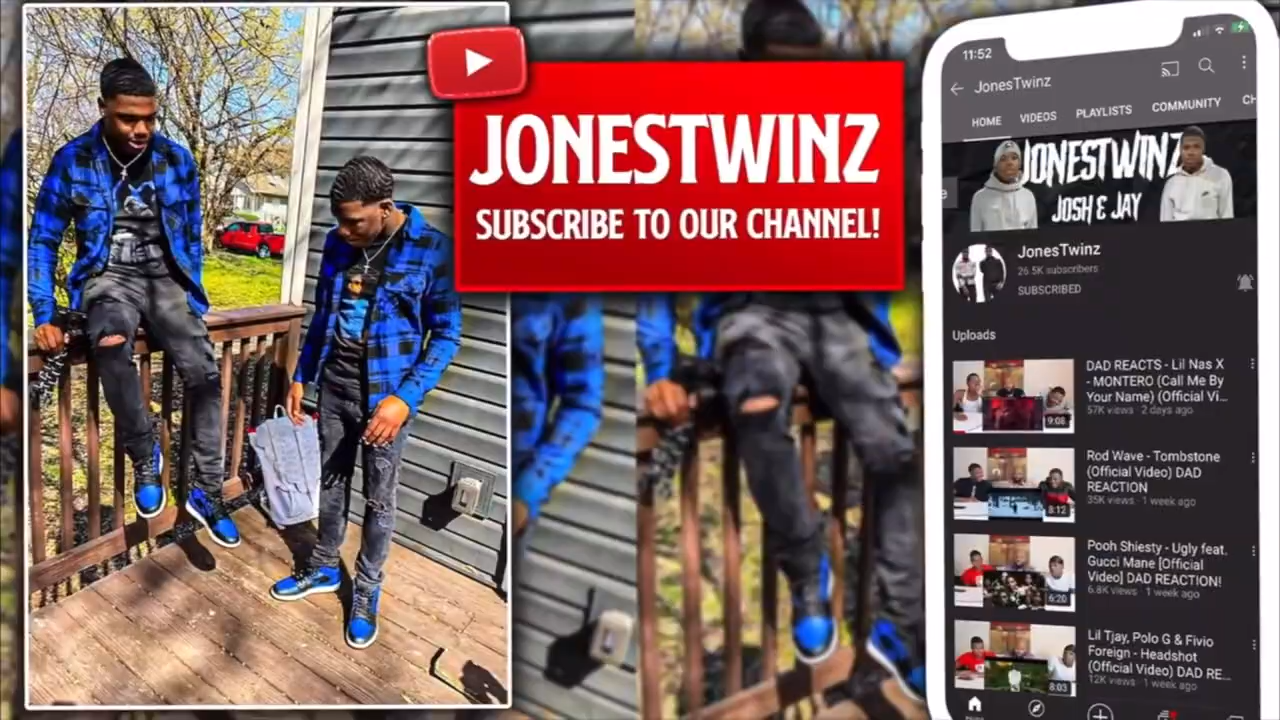 JONESTWINZ
SUBSCRIBE TO OUR CHANNEL!
11:52
JonesTwinz
HOME VIDEOS PLAYLISTS COMMUNITY CH
JONESTWINZ
JOSH & JAY
JonesTwinz
26.5K subscribers
SUBSCRIBED
Uploads
DAD REACTS - Lil Nas X
- MONTERO (Call Me By
Your Name) (Official Vi...
57K views · 2 days ago
9:08
Rod Wave - Tombstone
(Official Video) DAD
REACTION
35K views · 1 week ago
8:12
Pooh Shiesty - Ugly feat.
Gucci Mane [Official
Video] DAD REACTION!
6.8K views · 1 week ago
6:20
Lil Tjay, Polo G & Fivio
Foreign - Headshot
(Official Video) DAD RE...
12K views · 1 week ago
8:03